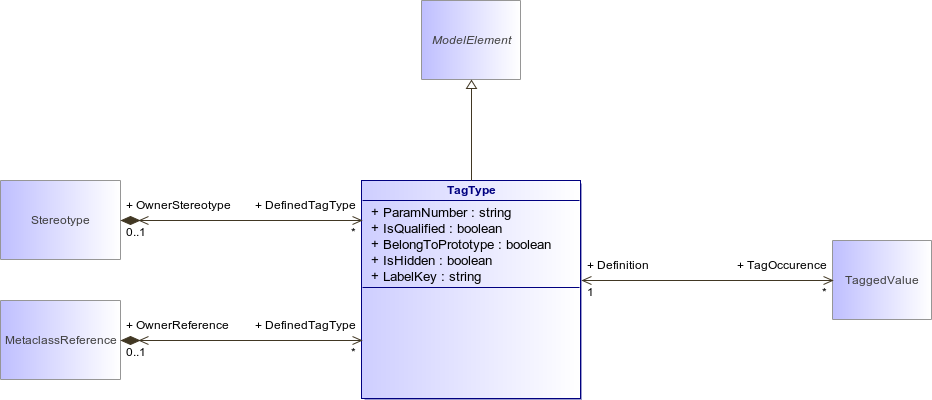 ModelElement
TagType
+ ParamNumber : string
+ IsQualified : boolean
+ BelongToPrototype : boolean
+ IsHidden : boolean
+ LabelKey : string
Stereotype
+ OwnerStereotype
0..1
+ DefinedTagType
*
MetaclassReference
+ OwnerReference
0..1
+ DefinedTagType
*
+ Definition
1
+ TagOccurence
*
TaggedValue